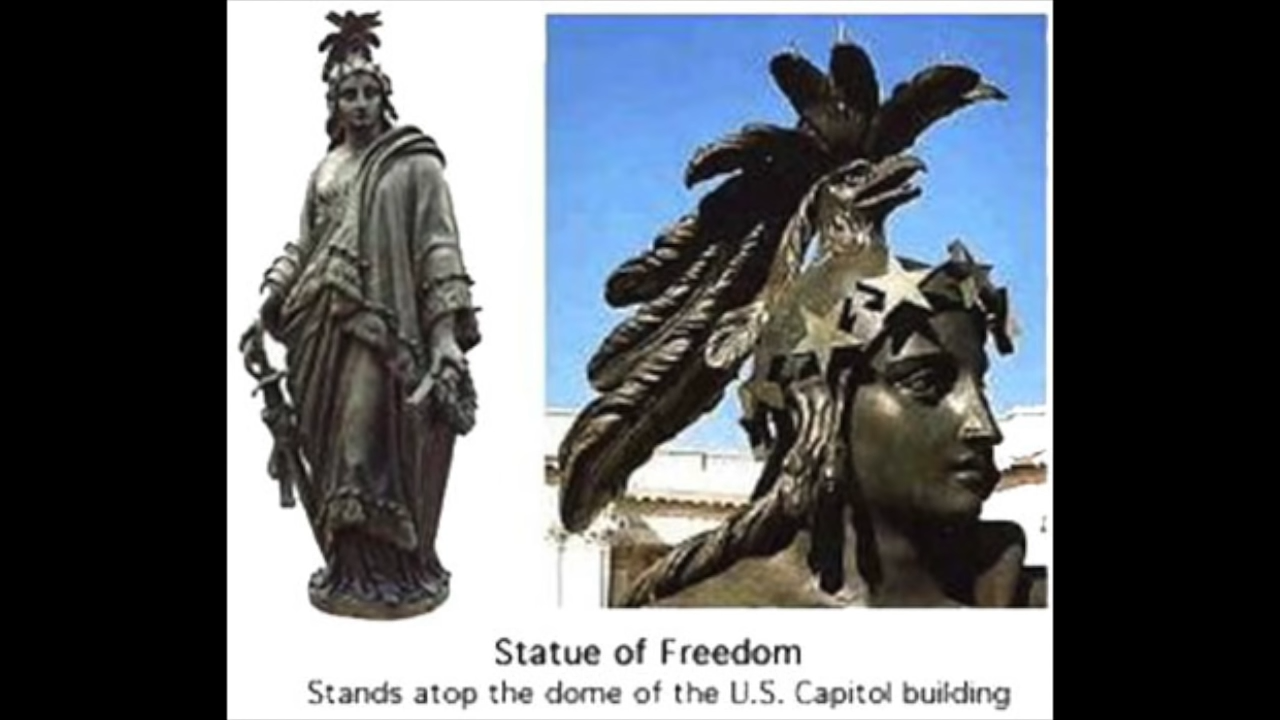 Statue of Freedom
Stands atop the dome of the U.S. Capitol building